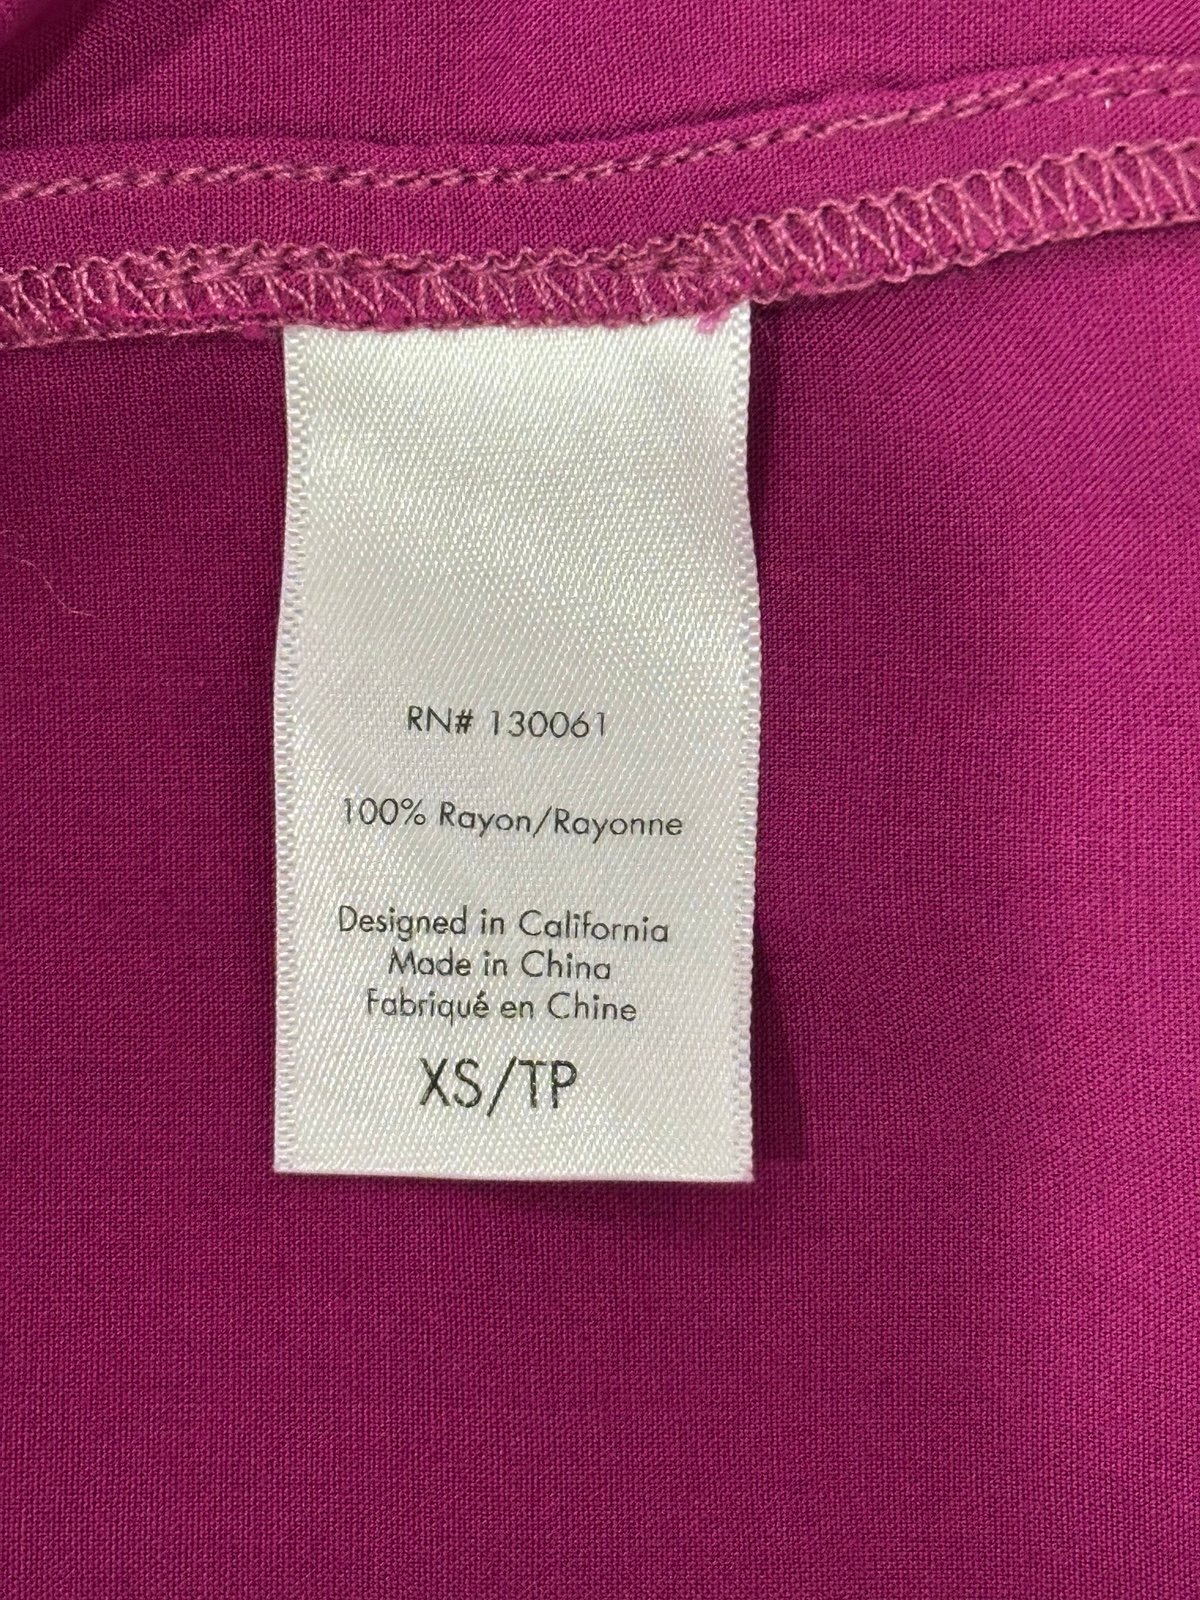 RN# 130061
100% Rayon/Rayonne
Designed in California
Made in China
Fabriqué en Chine
XS/TP